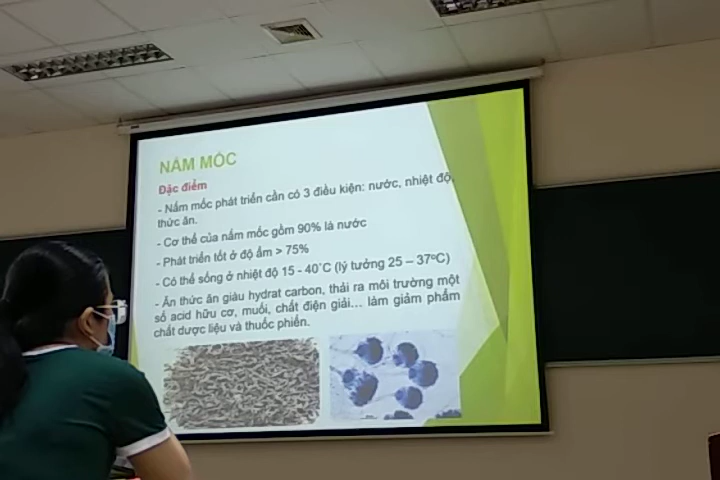 NẤM MỐC
Đặc điểm
- Nấm mốc phát triển cần có 3 điều kiện: nước, nhiệt độ,
thức ăn.
- Cơ thể của nấm mốc gồm 90% là nước
- Phát triển tốt ở độ ẩm > 75%
- Có thể sống ở nhiệt độ 15 - 40°C (lý tưởng 25 – 37ºC)
- Ăn thức ăn giàu hydrat carbon, thải ra môi trường một
số acid hữu cơ, muối, chất điện giải... làm giảm phẩm
chất dược liệu và thuốc phiến.